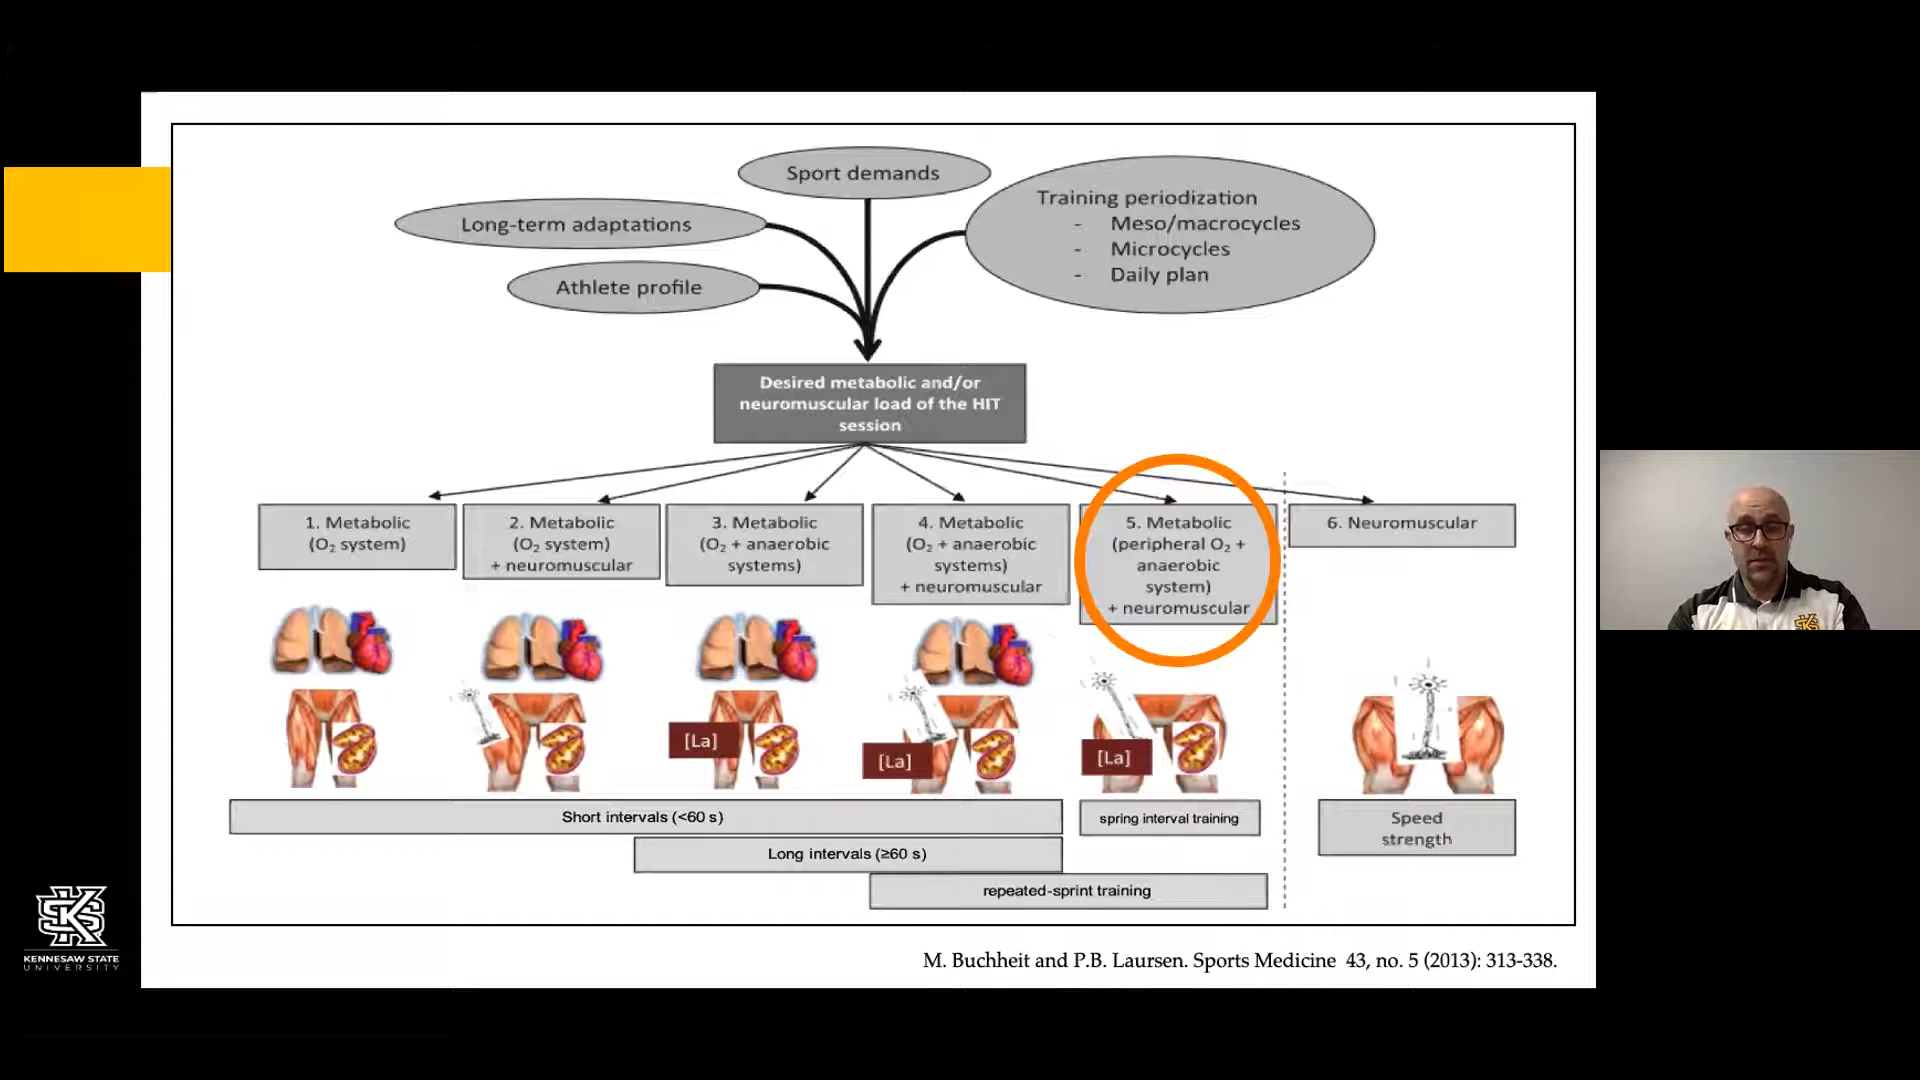 Sport demands
Long-term adaptations
Athlete profile
Training periodization
- Meso/macrocycles
- Microcycles
- Daily plan
Desired metabolic and/or
neuromuscular load of the HIT
session
1. Metabolic
(O₂ system)
2. Metabolic
(O₂ system)
+ neuromuscular
3. Metabolic
(O₂ + anaerobic
systems)
4. Metabolic
(O₂ + anaerobic
systems)
+ neuromuscular
5. Metabolic
(peripheral O₂ +
anaerobic
system)
+ neuromuscular
6. Neuromuscular
[La]
[La]
[La]
Short intervals (<60 s)
spring interval training
Speed
strength
Long intervals (≥60 s)
repeated-sprint training
KS
KENNESAW STATE
UNIVERSITY
M. Buchheit and P.B. Laursen. Sports Medicine 43, no. 5 (2013): 313-338.
KS